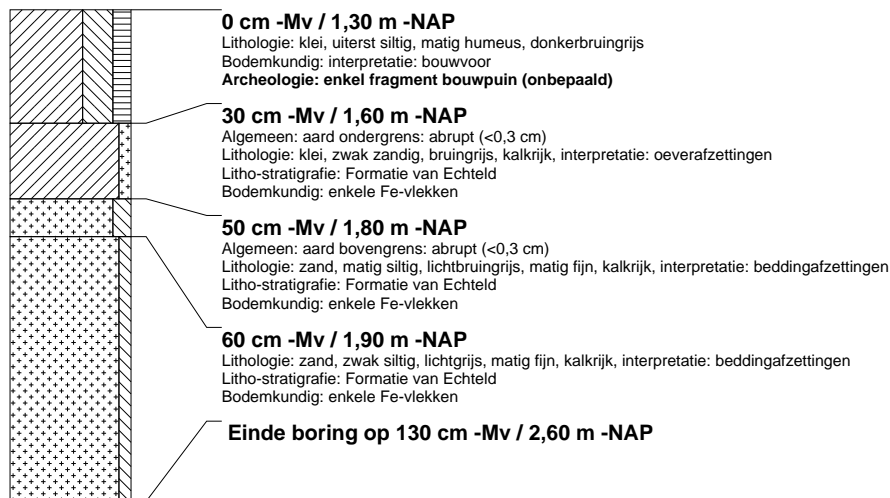 0 cm -Mv / 1,30 m -NAP
Lithologie: klei, uiterst siltig, matig humeus, donkerbruingrijs
Bodemkundig: interpretatie: bouwvoor
Archeologie: enkel fragment bouwpuin (onbepaald)
30 cm -Mv / 1,60 m -NAP
Algemeen: aard ondergrens: abrupt (<0,3 cm)
Lithologie: klei, zwak zandig, bruingrijs, kalkrijk, interpretatie: oeverafzettingen
Litho-stratigrafie: Formatie van Echteld
Bodemkundig: enkele Fe-vlekken
50 cm -Mv / 1,80 m -NAP
Algemeen: aard bovengrens: abrupt (<0,3 cm)
Lithologie: zand, matig siltig, lichtbruingrijs, matig fijn, kalkrijk, interpretatie: beddingafzettingen
Litho-stratigrafie: Formatie van Echteld
Bodemkundig: enkele Fe-vlekken
60 cm -Mv / 1,90 m -NAP
Lithologie: zand, zwak siltig, lichtgrijs, matig fijn, kalkrijk, interpretatie: beddingafzettingen
Litho-stratigrafie: Formatie van Echteld
Bodemkundig: enkele Fe-vlekken
Einde boring op 130 cm -Mv / 2,60 m -NAP